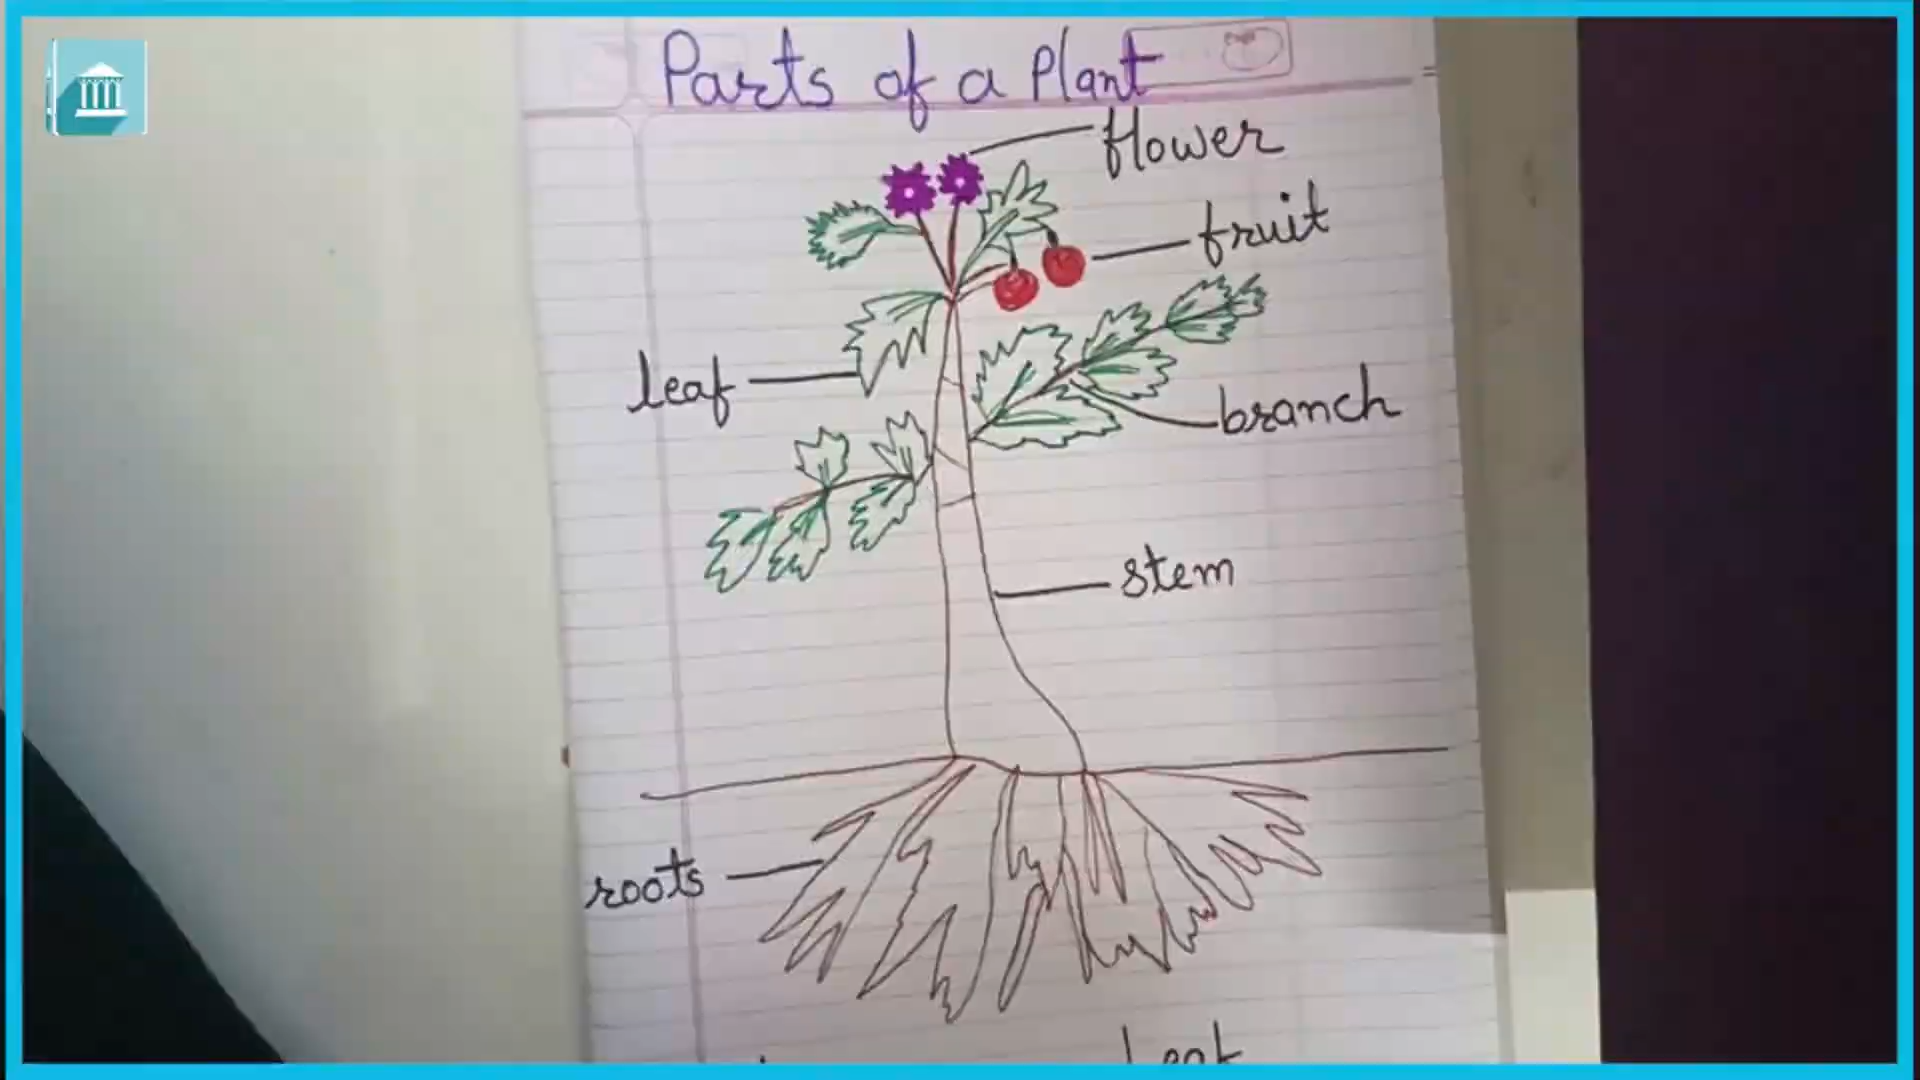 Parts of a Plant
flower
fruit
leaf
branch
stem
roots